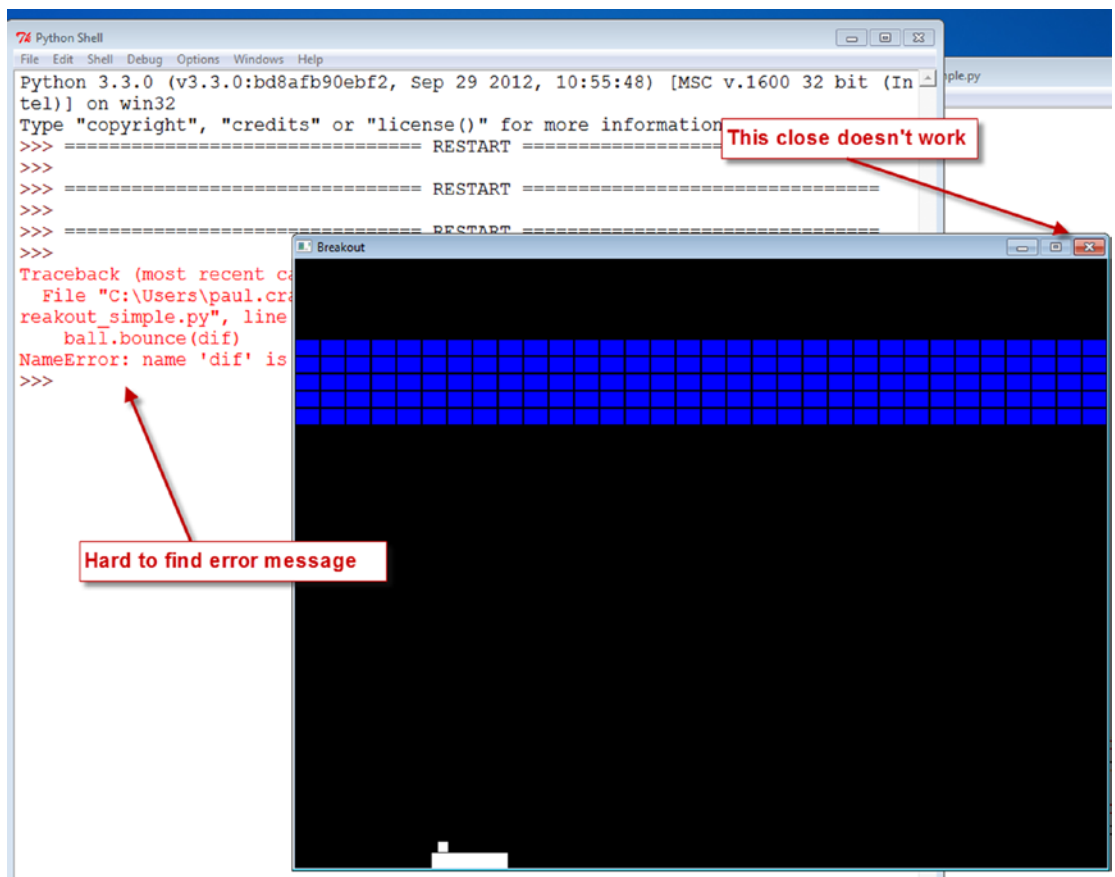 Python Shell
File Edit Shell Debug Options Windows Help
Python 3.3.0 (v3.3.0:bd8afb90ebf2, Sep 29 2012, 10:55:48) [MSC v.1600 32 bit (In
tel)] on win32
Type "copyright", "credits" or "license()" for more information
>>> ================================ RESTART ================
>>>
>>> ================================ RESTART ================================
>>>
>>> ================================ RESTART ================================
>>>
Traceback (most recent ca
File "C:\Users\paul.cra
reakout_simple.py", line
ball.bounce(dif)
NameError: name 'dif' is
>>>
ple.py
This close doesn't work
Breakout
Hard to find error message